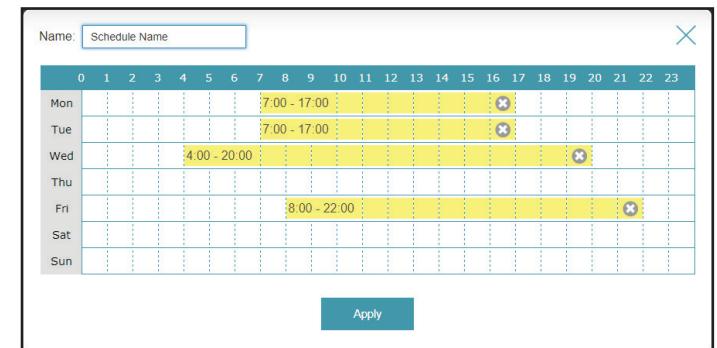 Name: Schedule Name
0 1 2 3 4 5 6 7 8 9 10 11 12 13 14 15 16 17 18 19 20 21 22 23
Mon 7:00 - 17:00
Tue 7:00 - 17:00
Wed 4:00 - 20:00
Thu
Fri 8:00 - 22:00
Sat
Sun
Apply